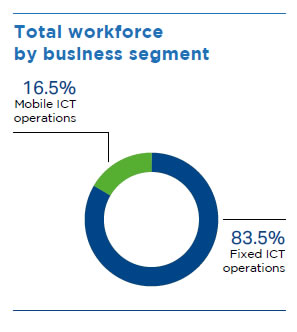 Total workforce
by business segment
16.5%
Mobile ICT
operations
83.5%
Fixed ICT
operations